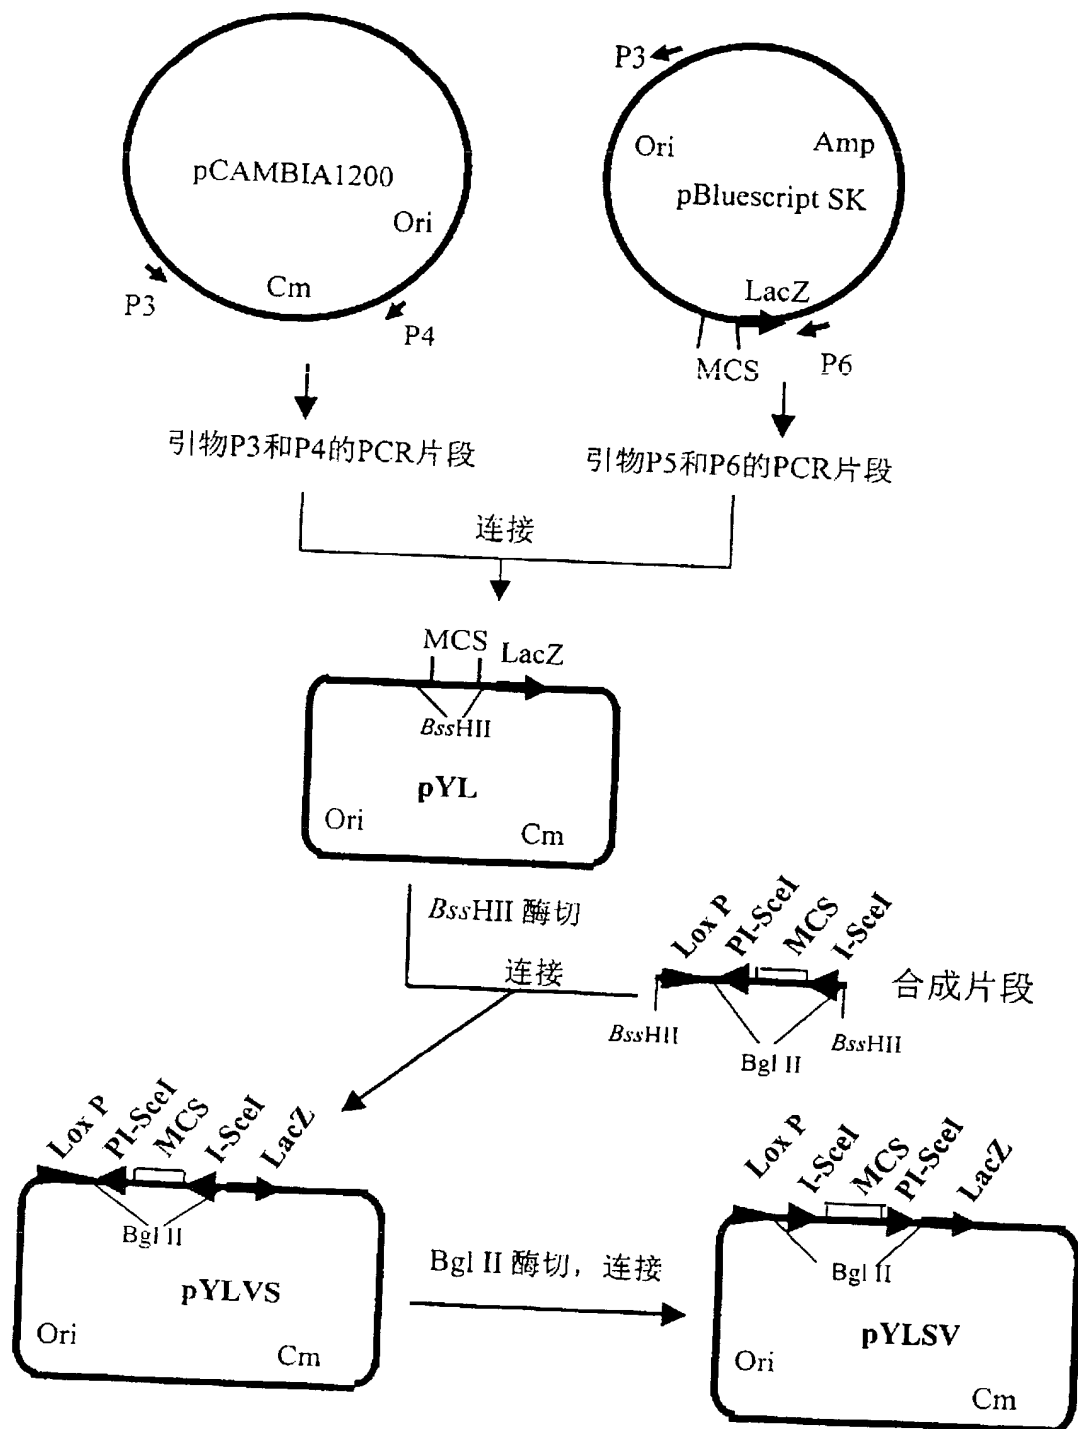 P3
Ori
Amp
pCAMBIA1200
pBluescript SK
Ori
Cm
LacZ
P3
P4
MCS
P6
引物P3和P4的PCR片段
引物P5和P6的PCR片段
连接
MCS
LacZ
BssHII
pYL
Ori
Cm
BssHII 酶切
连接
Lox P
PI-SceI
MCS
I-SceI
合成片段
BssHII
Bgl II
BssHII
Lox P
PI-SceI
MCS
I-SceI
LacZ
Bgl II
pYLVS
Ori
Cm
Bgl II 酶切，连接
Lox P
I-SceI
MCS
PI-SceI
LacZ
Bgl II
pYLSV
Ori
Cm